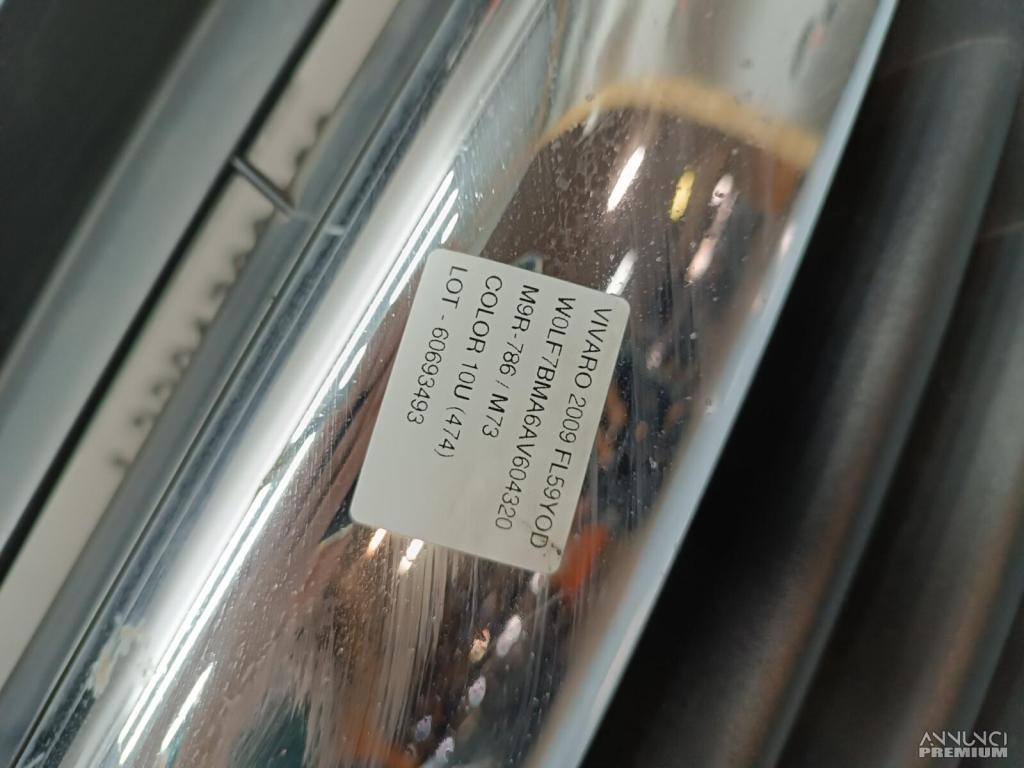 VIVARO 2009 FL59YOD
W0LF7BMA6AV604320
M9R-786 / M73
COLOR 10U (474)
LOT - 60693493
ANNUNCI
PREMIUM